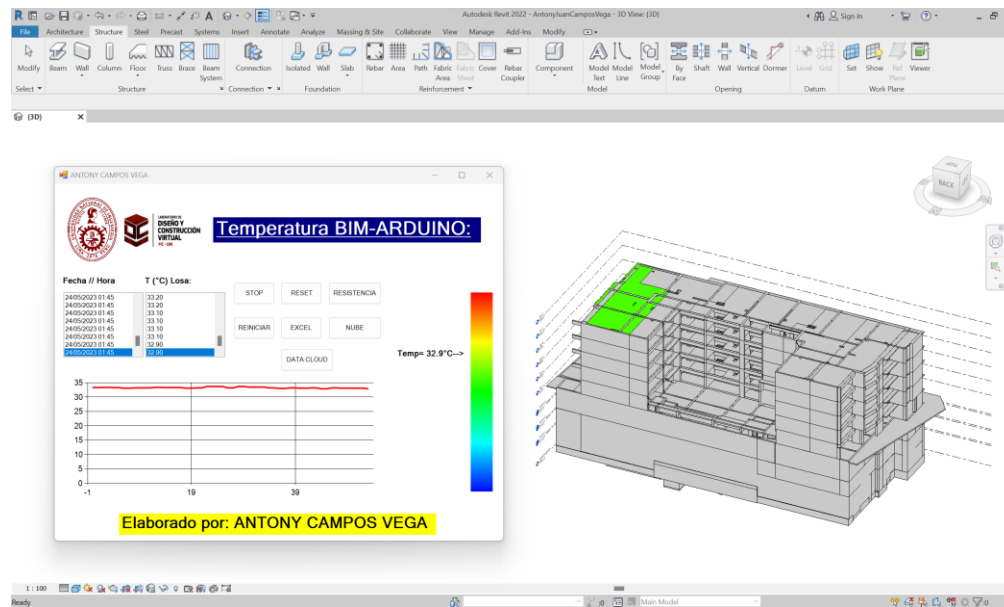 Autodesk Revit 2022 - AntonyJuanCamposVega - 3D View: {3D}
Sign In
File Architecture Structure Steel Precast Systems Insert Annotate Analyze Massing & Site Collaborate View Manage Add-Ins Modify
Modify Beam Wall Column Floor Truss Brace Beam System Connection Isolated Wall Slab Rebar Area Path Fabric Area Fabric Sheet Cover Rebar Coupler Component Model Text Model Line Model Group By Face Shaft Wall Vertical Dormer Level Grid Set Show Ref Plane Viewer
Select Structure Connection Foundation Reinforcement Model Opening Datum Work Plane
{3D}
ANTONY CAMPOS VEGA
LABORATORIO DE
DISEÑO Y
CONSTRUCCIÓN
VIRTUAL
FIC - UNI
Temperatura BIM-ARDUINO:
Fecha // Hora T (°C) Losa:
24/05/2023 01:45 33.20
24/05/2023 01:45 33.20
24/05/2023 01:45 33.10
24/05/2023 01:45 33.10
24/05/2023 01:45 33.10
24/05/2023 01:45 33.10
24/05/2023 01:45 32.90
24/05/2023 01:45 32.90
STOP RESET RESISTENCIA
REINICIAR EXCEL NUBE
DATA CLOUD
Temp= 32.9°C-->
35
30
25
20
15
10
5
0
-1 19 39
Elaborado por: ANTONY CAMPOS VEGA
TOP
BACK
1 : 100
Ready
:0
Main Model
:0